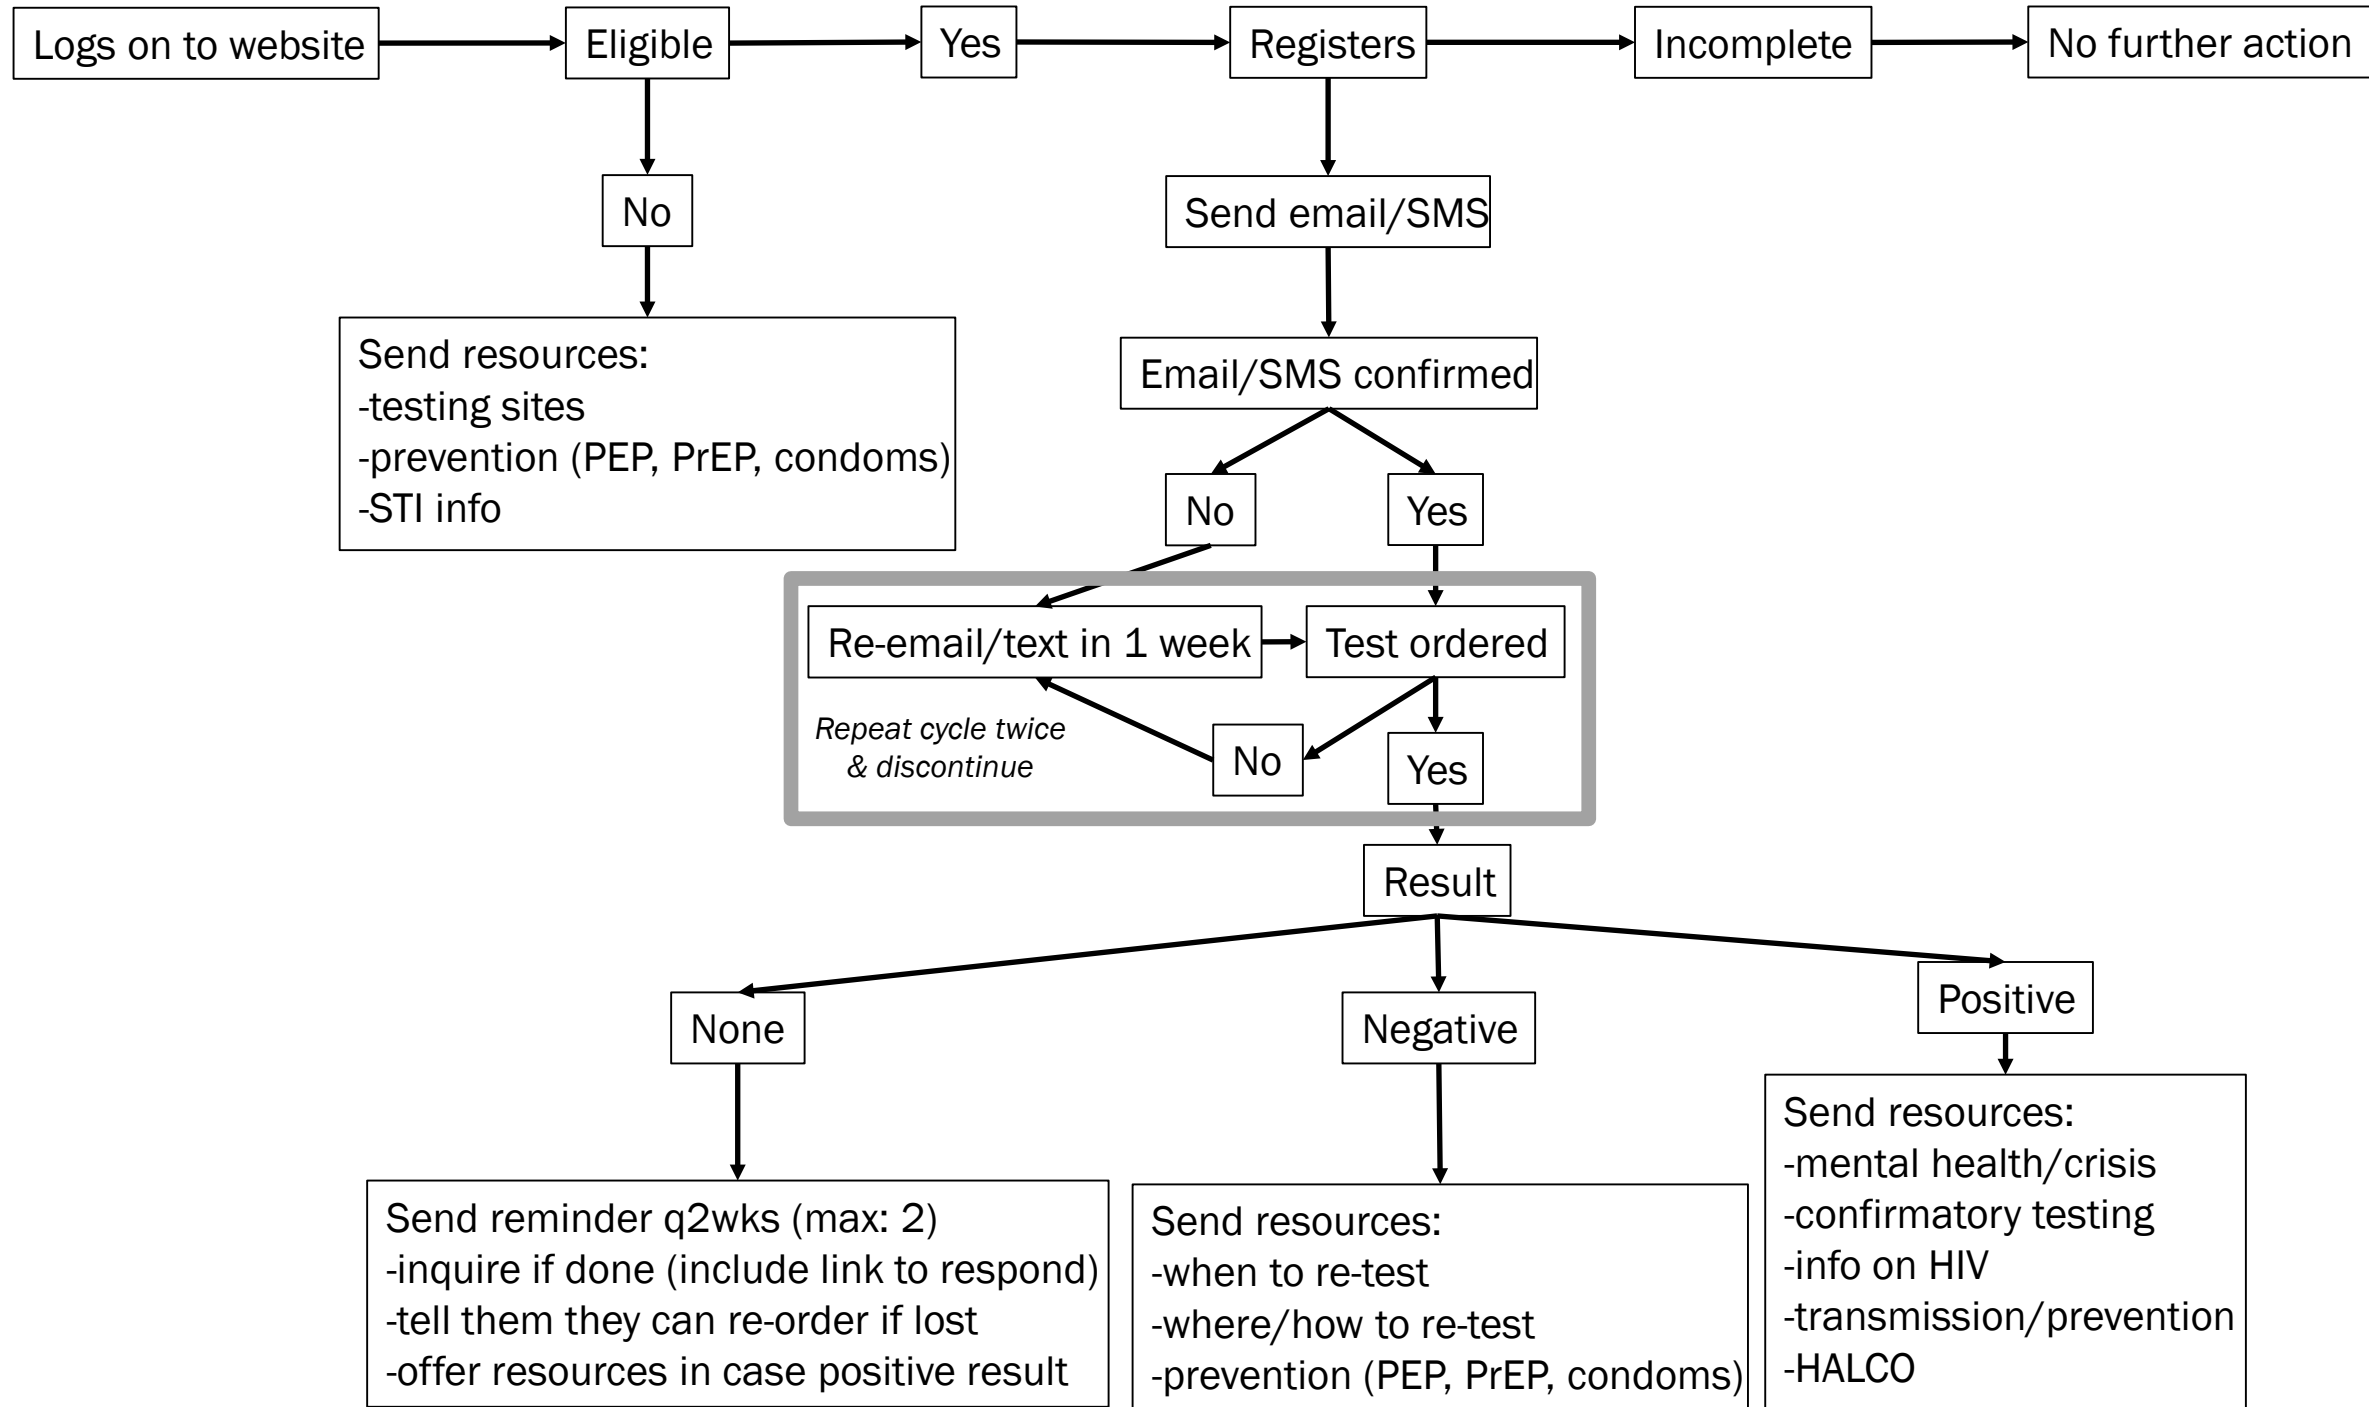 Logs on to website
Eligible
Yes
Registers
Incomplete
No further action
No
Send email/SMS
Send resources:
-testing sites
-prevention (PEP, PrEP, condoms)
-STI info
Email/SMS confirmed
No
Yes
Re-email/text in 1 week
Test ordered
Repeat cycle twice
& discontinue
No
Yes
Result
None
Negative
Positive
Send reminder q2wks (max: 2)
-inquire if done (include link to respond)
-tell them they can re-order if lost
-offer resources in case positive result
Send resources:
-when to re-test
-where/how to re-test
-prevention (PEP, PrEP, condoms)
Send resources:
-mental health/crisis
-confirmatory testing
-info on HIV
-transmission/prevention
-HALCO